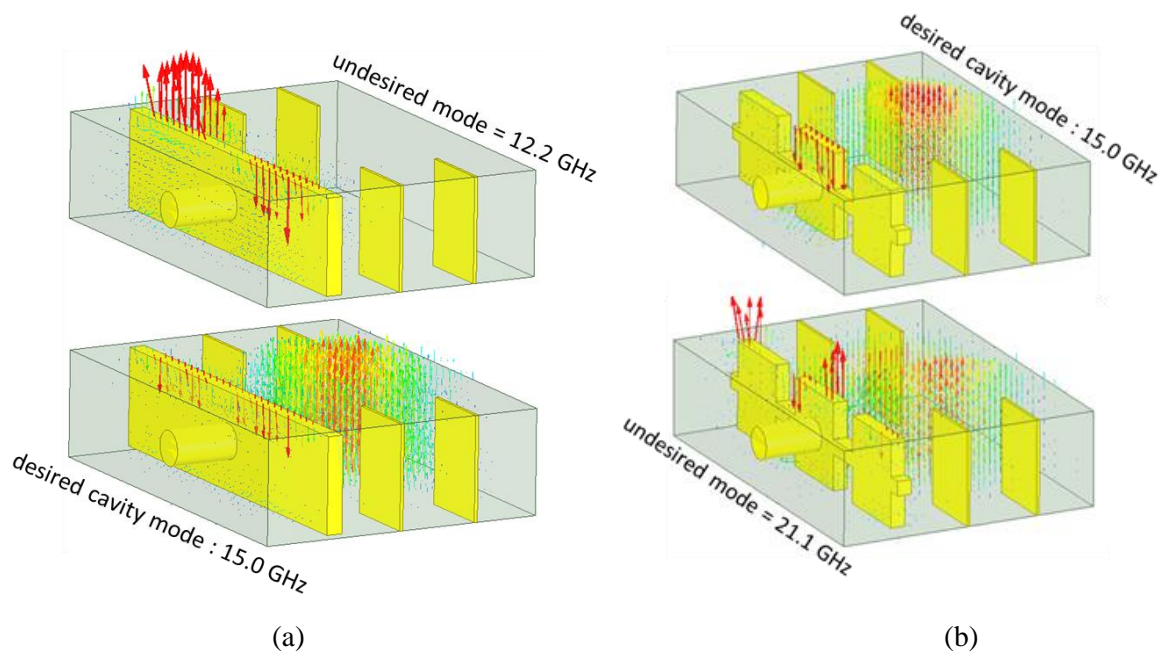 undesired mode = 12.2 GHz
desired cavity mode : 15.0 GHz
(a)
desired cavity mode : 15.0 GHz
undesired mode = 21.1 GHz
(b)